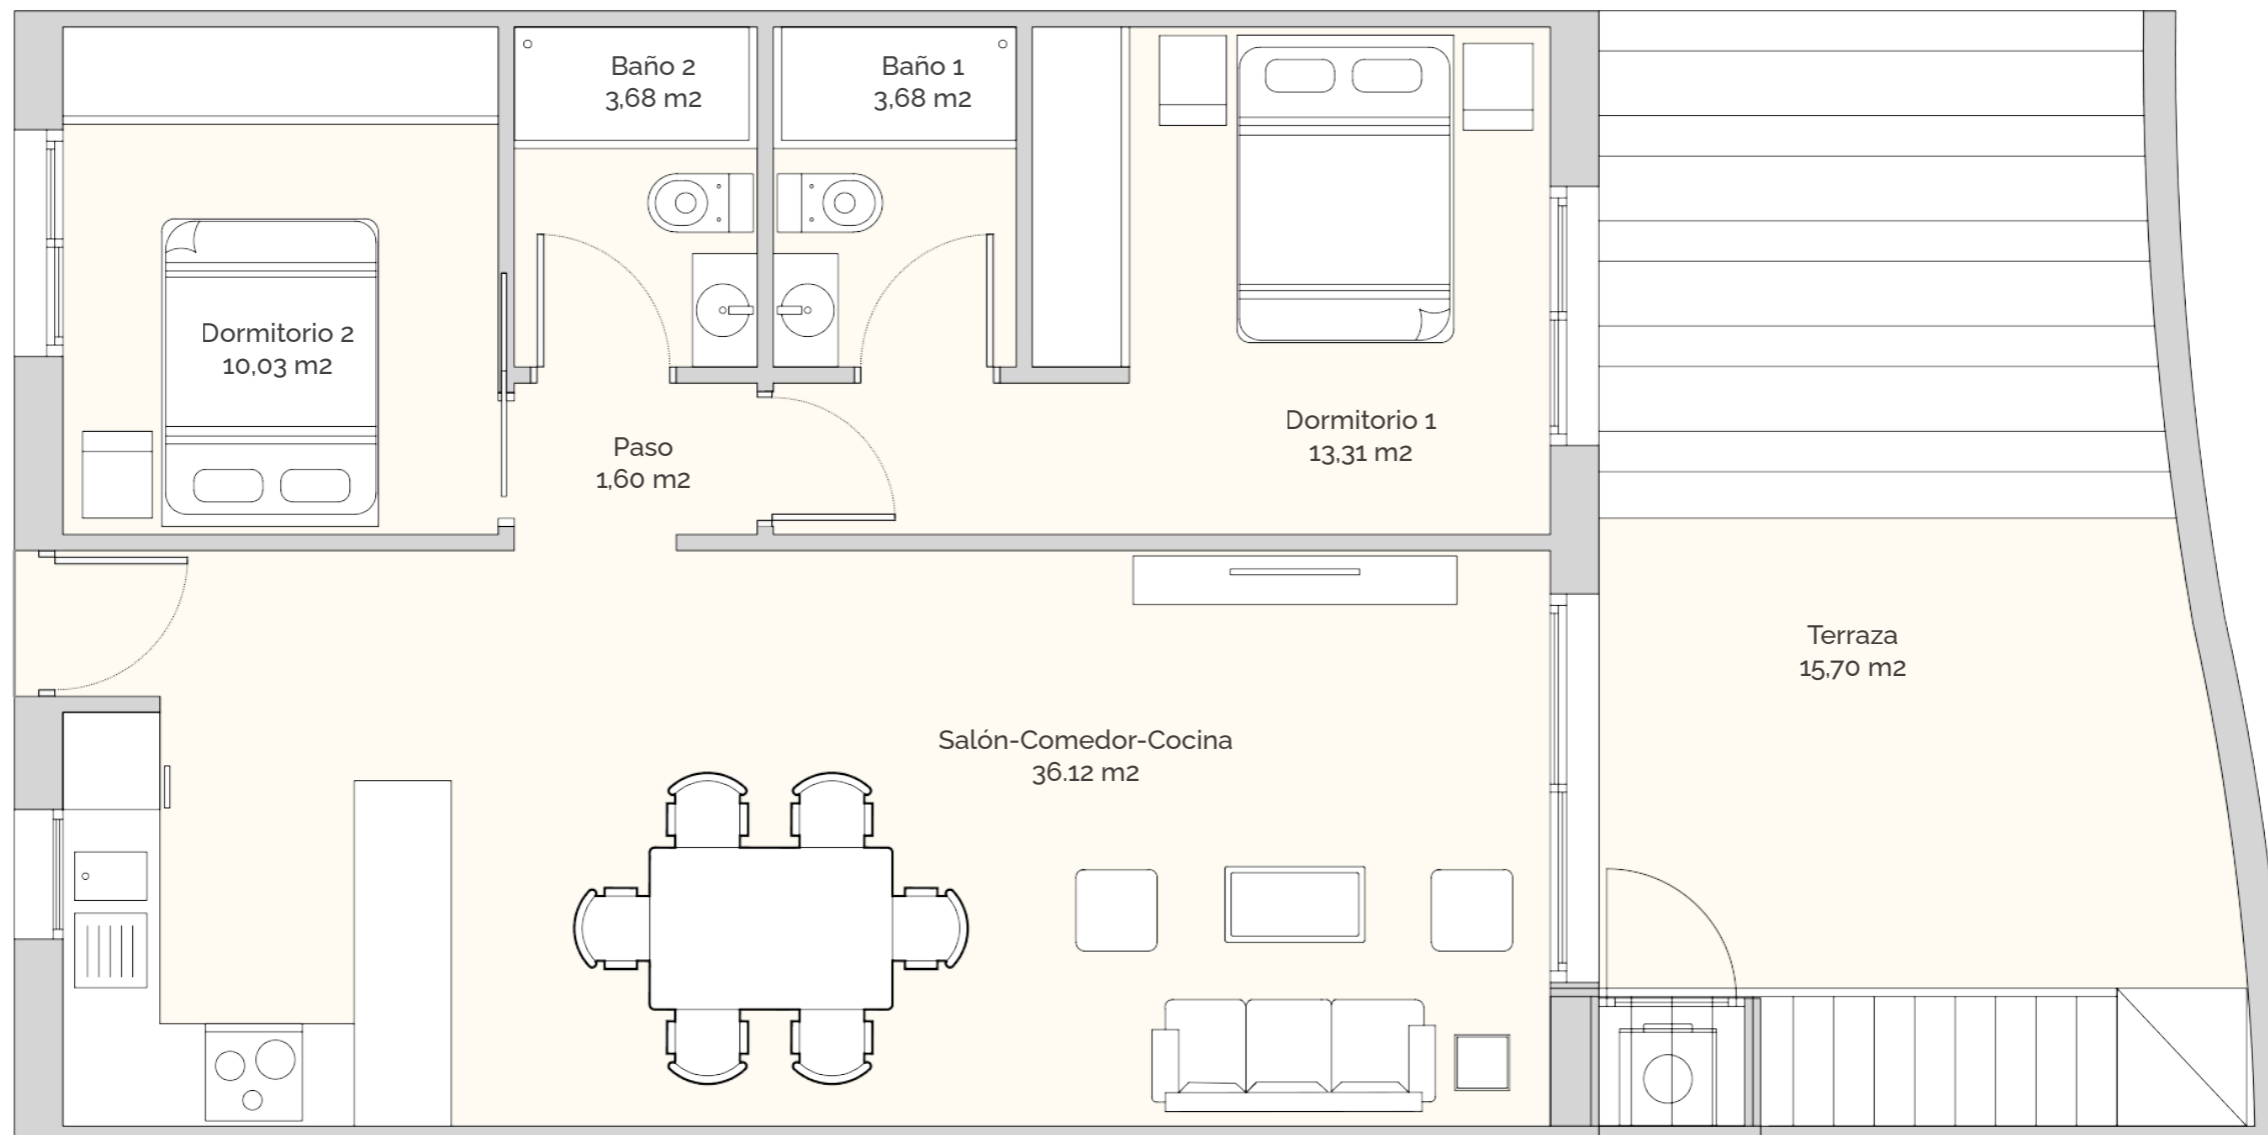 Baño 2
3,68 m2
Baño 1
3,68 m2
Dormitorio 2
10,03 m2
Dormitorio 1
13,31 m2
Paso
1,60 m2
Terraza
15,70 m2
Salón-Comedor-Cocina
36.12 m2